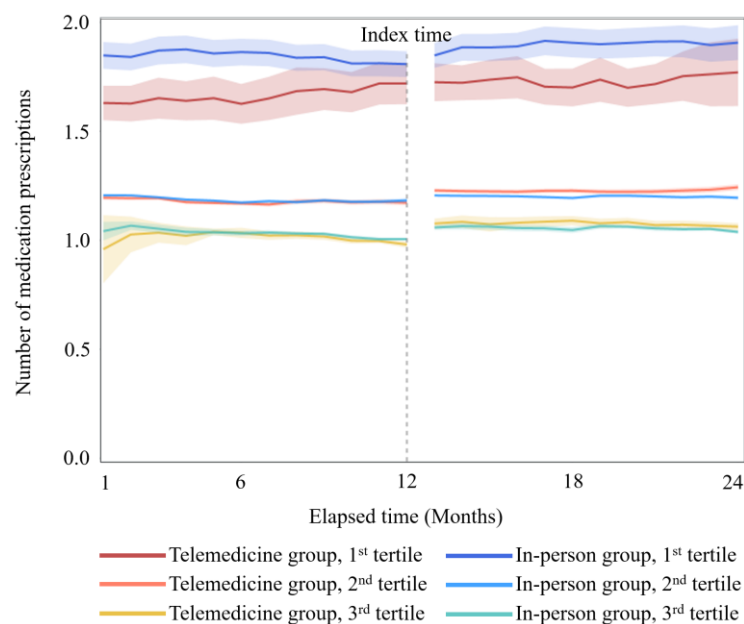 2.0
Index time
1.5
1.0
0.5
0.0
Number of medication prescriptions
1 6 12 18 24
Elapsed time (Months)
Telemedicine group, 1st tertile In-person group, 1st tertile
Telemedicine group, 2nd tertile In-person group, 2nd tertile
Telemedicine group, 3rd tertile In-person group, 3rd tertile